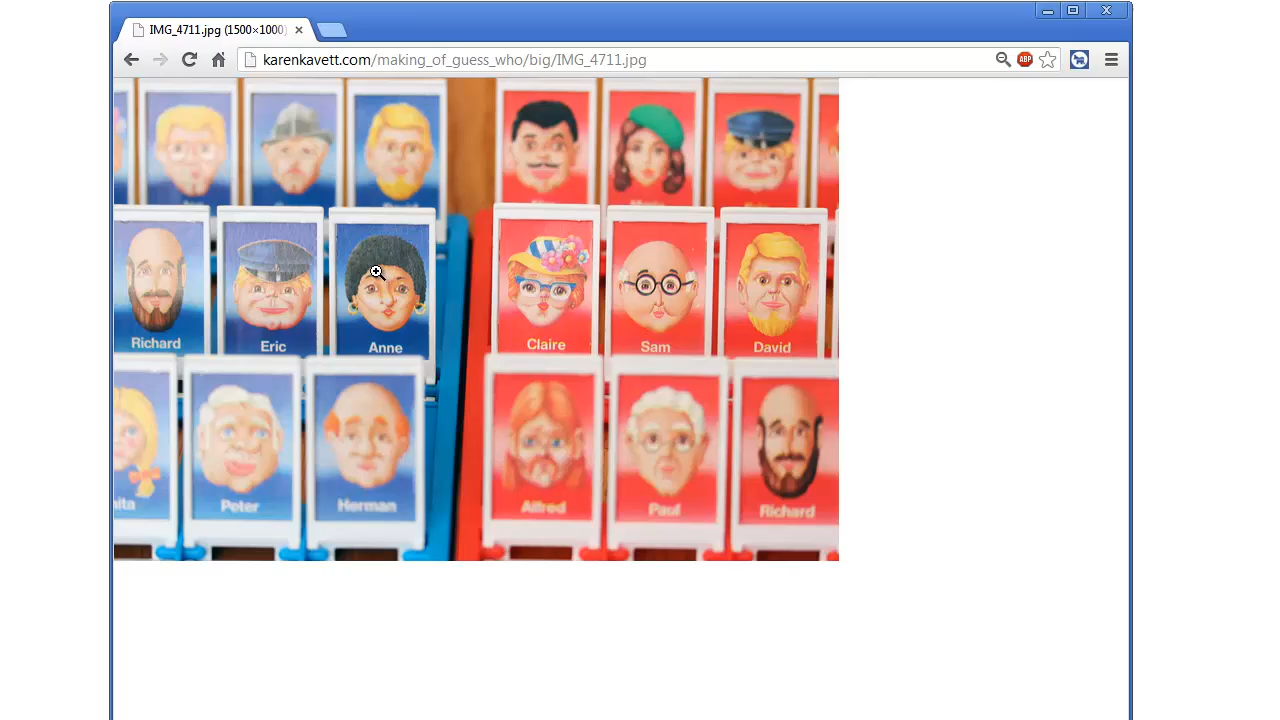 IMG_4711.jpg (1500×1000)
karenkavett.com/making_of_guess_who/big/IMG_4711.jpg
ABP
Richard
Eric
Anne
Claire
Sam
David
Peter
Herman
Alfred
Paul
Richard